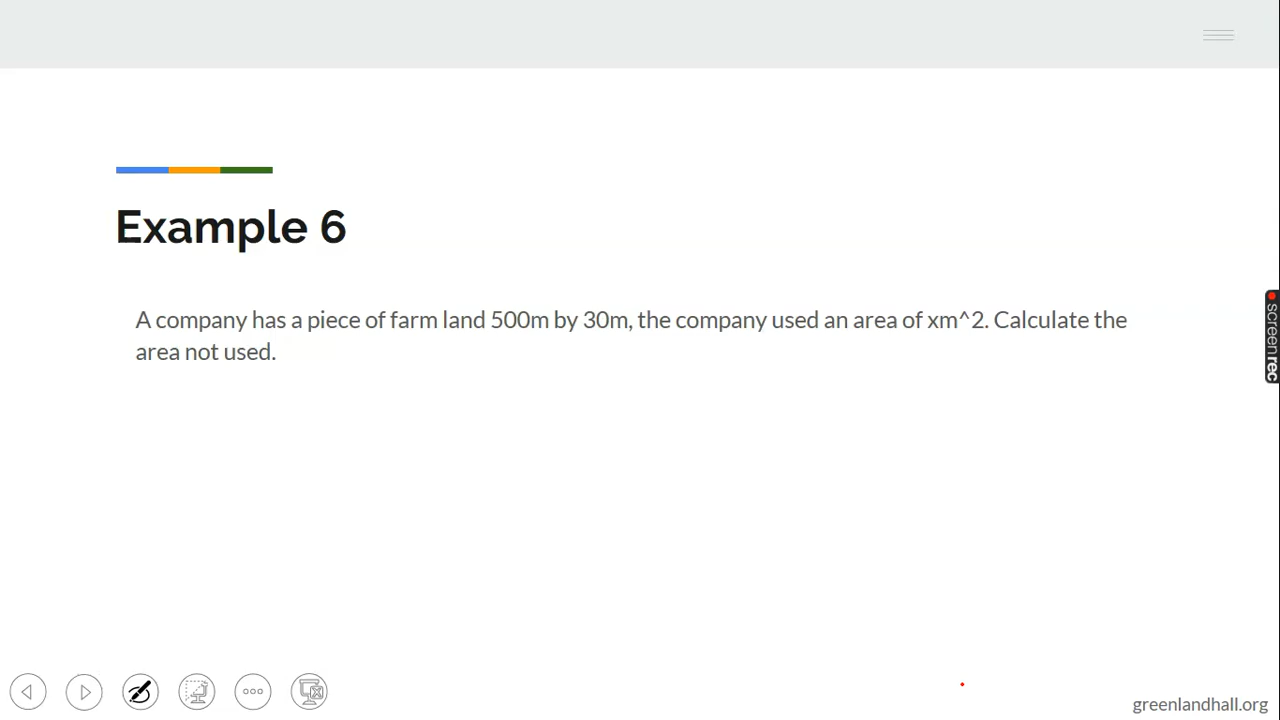 Example 6
A company has a piece of farm land 500m by 30m, the company used an area of xm^2. Calculate the
area not used.
screenrec
greenlandhall.org